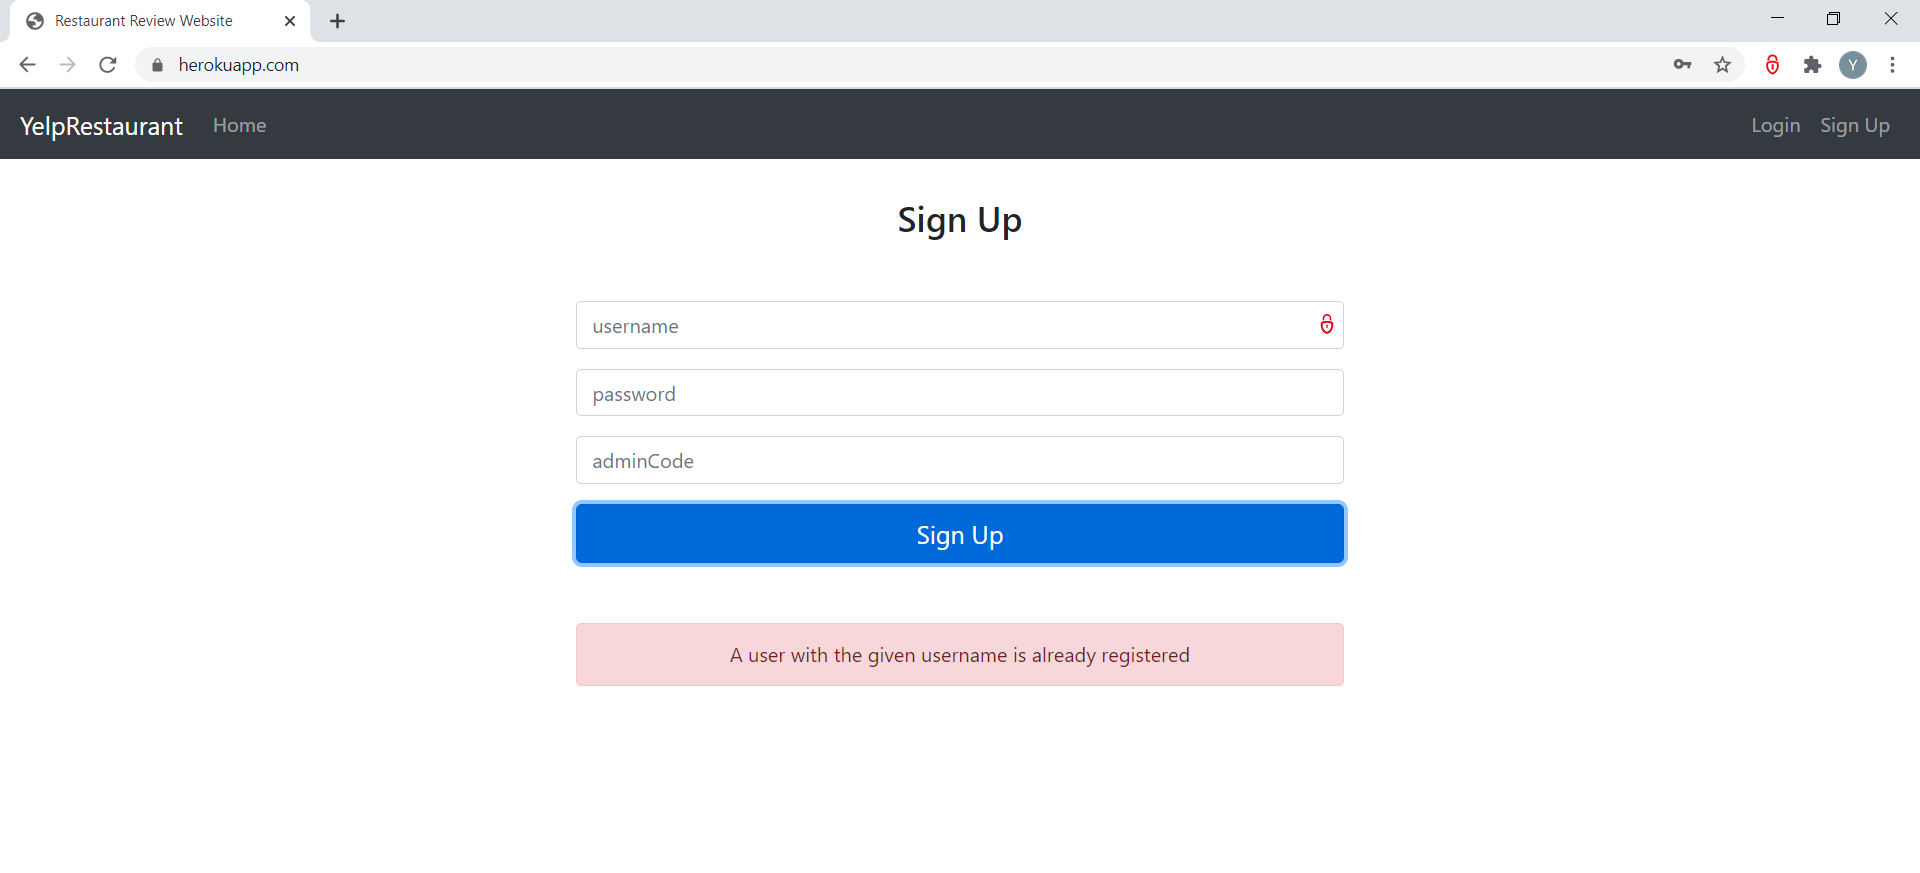 Restaurant Review Website
herokuapp.com
Y
YelpRestaurant Home Login Sign Up
Sign Up
username
password
adminCode
Sign Up
A user with the given username is already registered